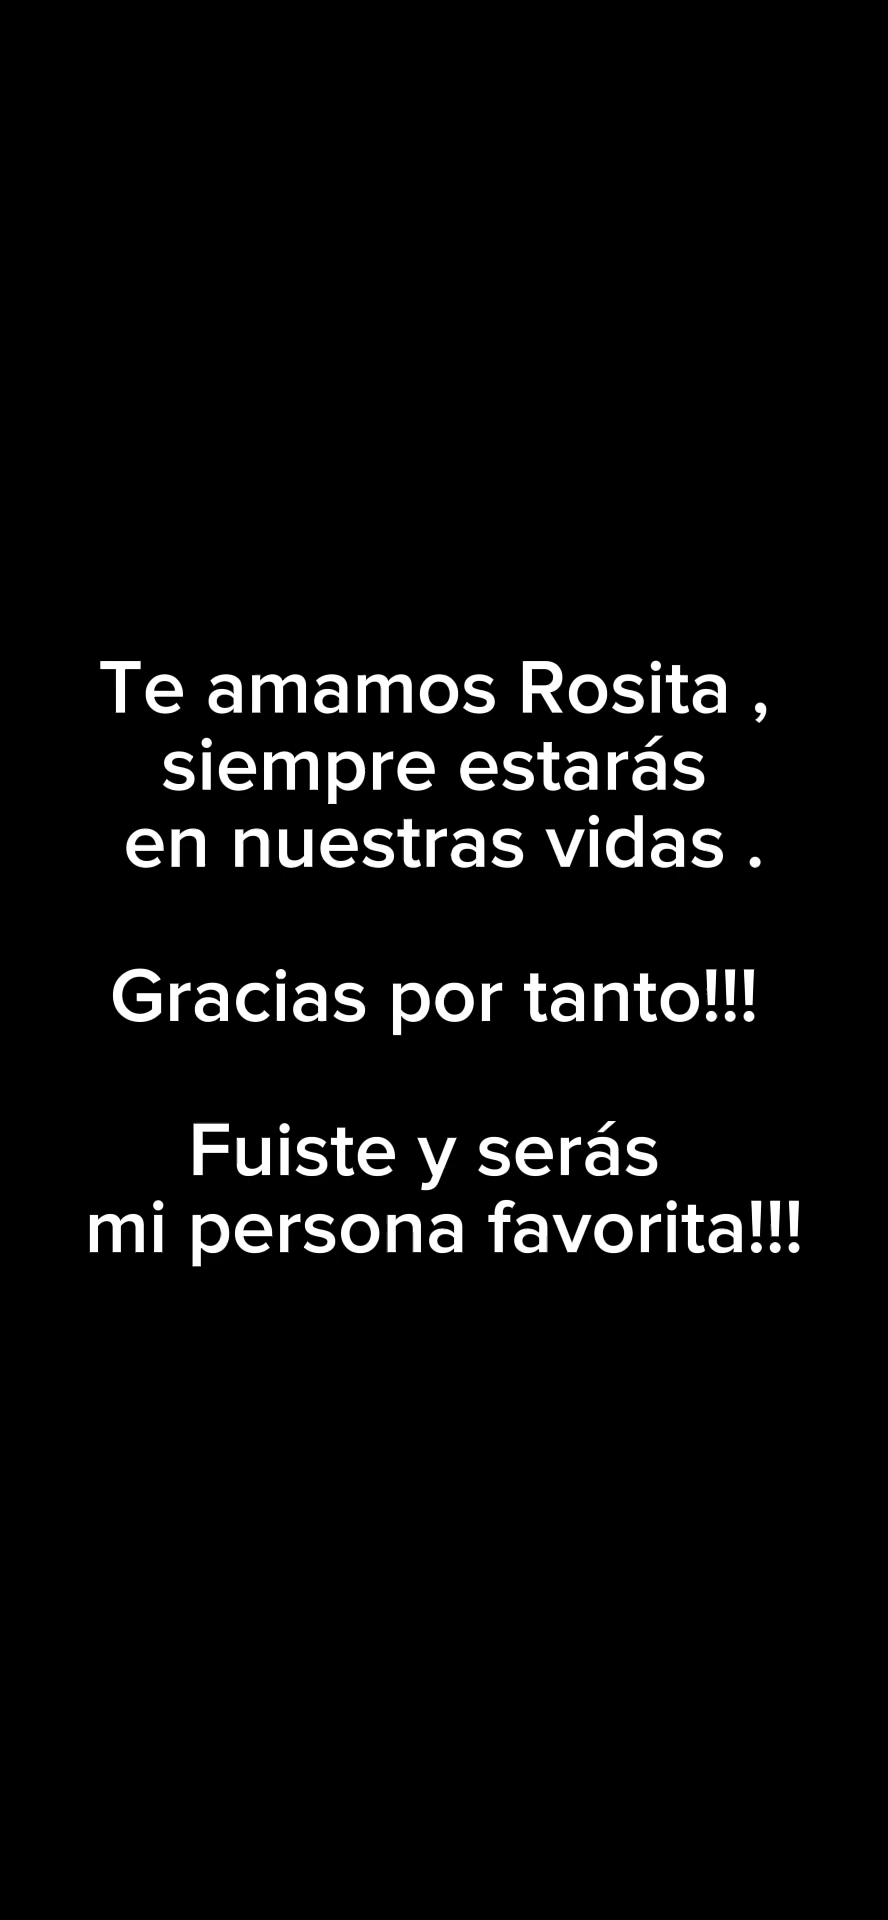 Te amamos Rosita ,
siempre estarás
en nuestras vidas .
Gracias por tanto!!!
Fuiste y serás
mi persona favorita!!!